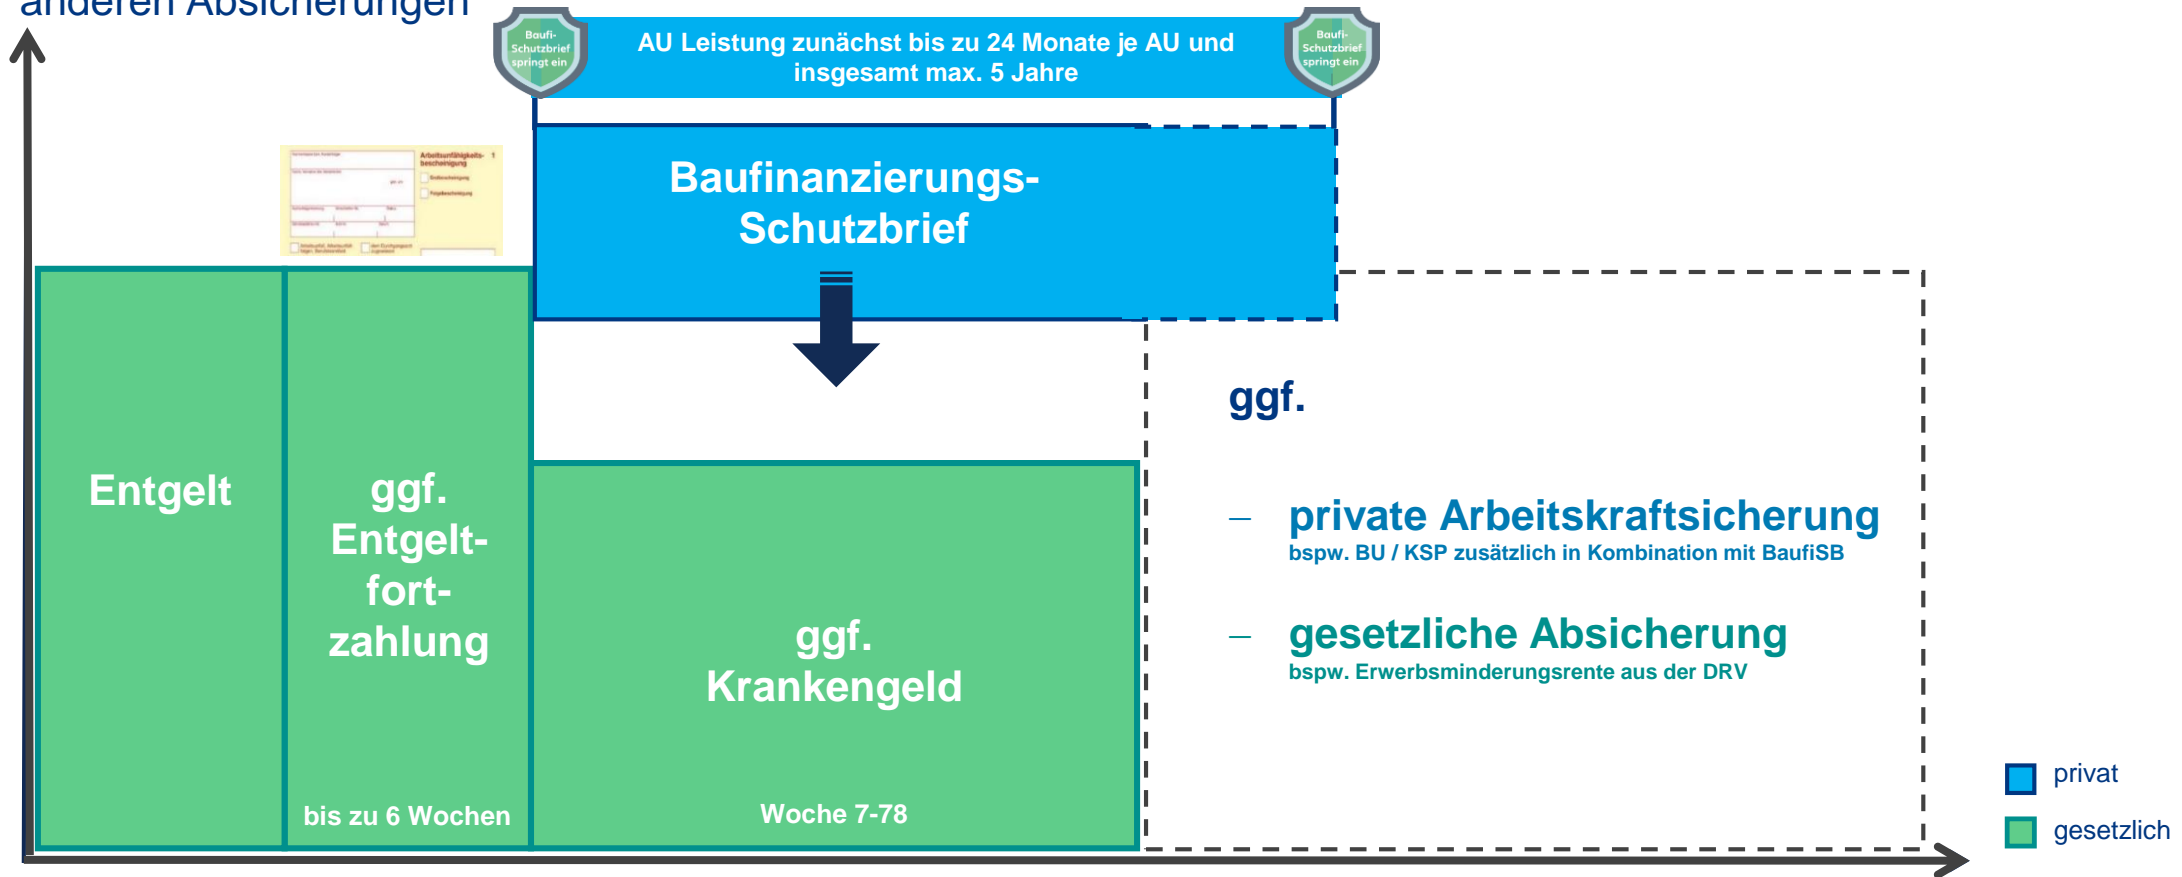 anderen Absicherungen
Baufi-
Schutzbrief
springt ein
AU Leistung zunächst bis zu 24 Monate je AU und
insgesamt max. 5 Jahre
Baufi-
Schutzbrief
springt ein
Arbeitsunfähigkeits-
bescheinigung
1
Erstbescheinigung
Folgebescheinigung
Baufinanzierungs-
Schutzbrief
Entgelt
ggf.
Entgelt-
fort-
zahlung
bis zu 6 Wochen
ggf.
Krankengeld
Woche 7-78
ggf.
– private Arbeitskraftsicherung
bspw. BU / KSP zusätzlich in Kombination mit BaufiSB
– gesetzliche Absicherung
bspw. Erwerbsminderungsrente aus der DRV
privat
gesetzlich